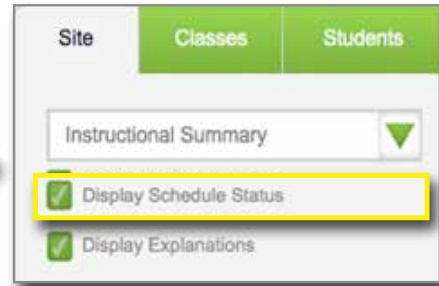 Site Classes Students
Instructional Summary
Display Schedule Status
Display Explanations